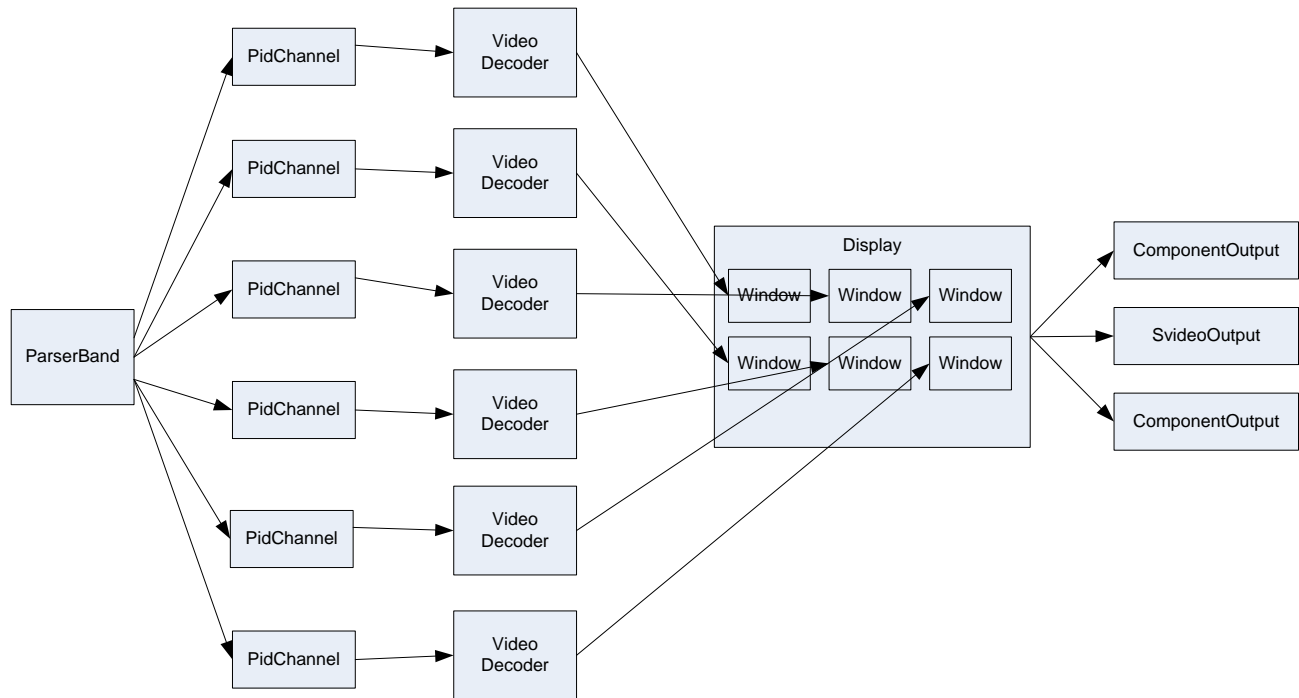 PidChannel
Video
Decoder
PidChannel
Video
Decoder
PidChannel
Video
Decoder
ParserBand
PidChannel
Video
Decoder
PidChannel
Video
Decoder
PidChannel
Video
Decoder
Display
Window Window Window
Window Window Window
ComponentOutput
SvideoOutput
ComponentOutput